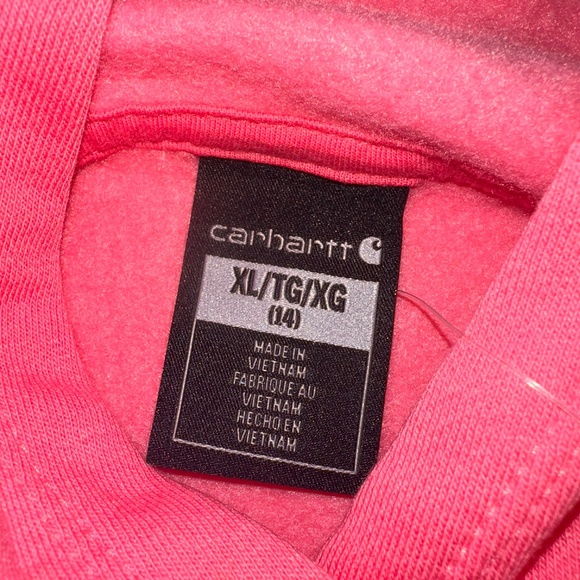 carhartt
XL/TG/XG
(14)
MADE IN
VIETNAM
FABRIQUE AU
VIETNAM
HECHO EN
VIETNAM